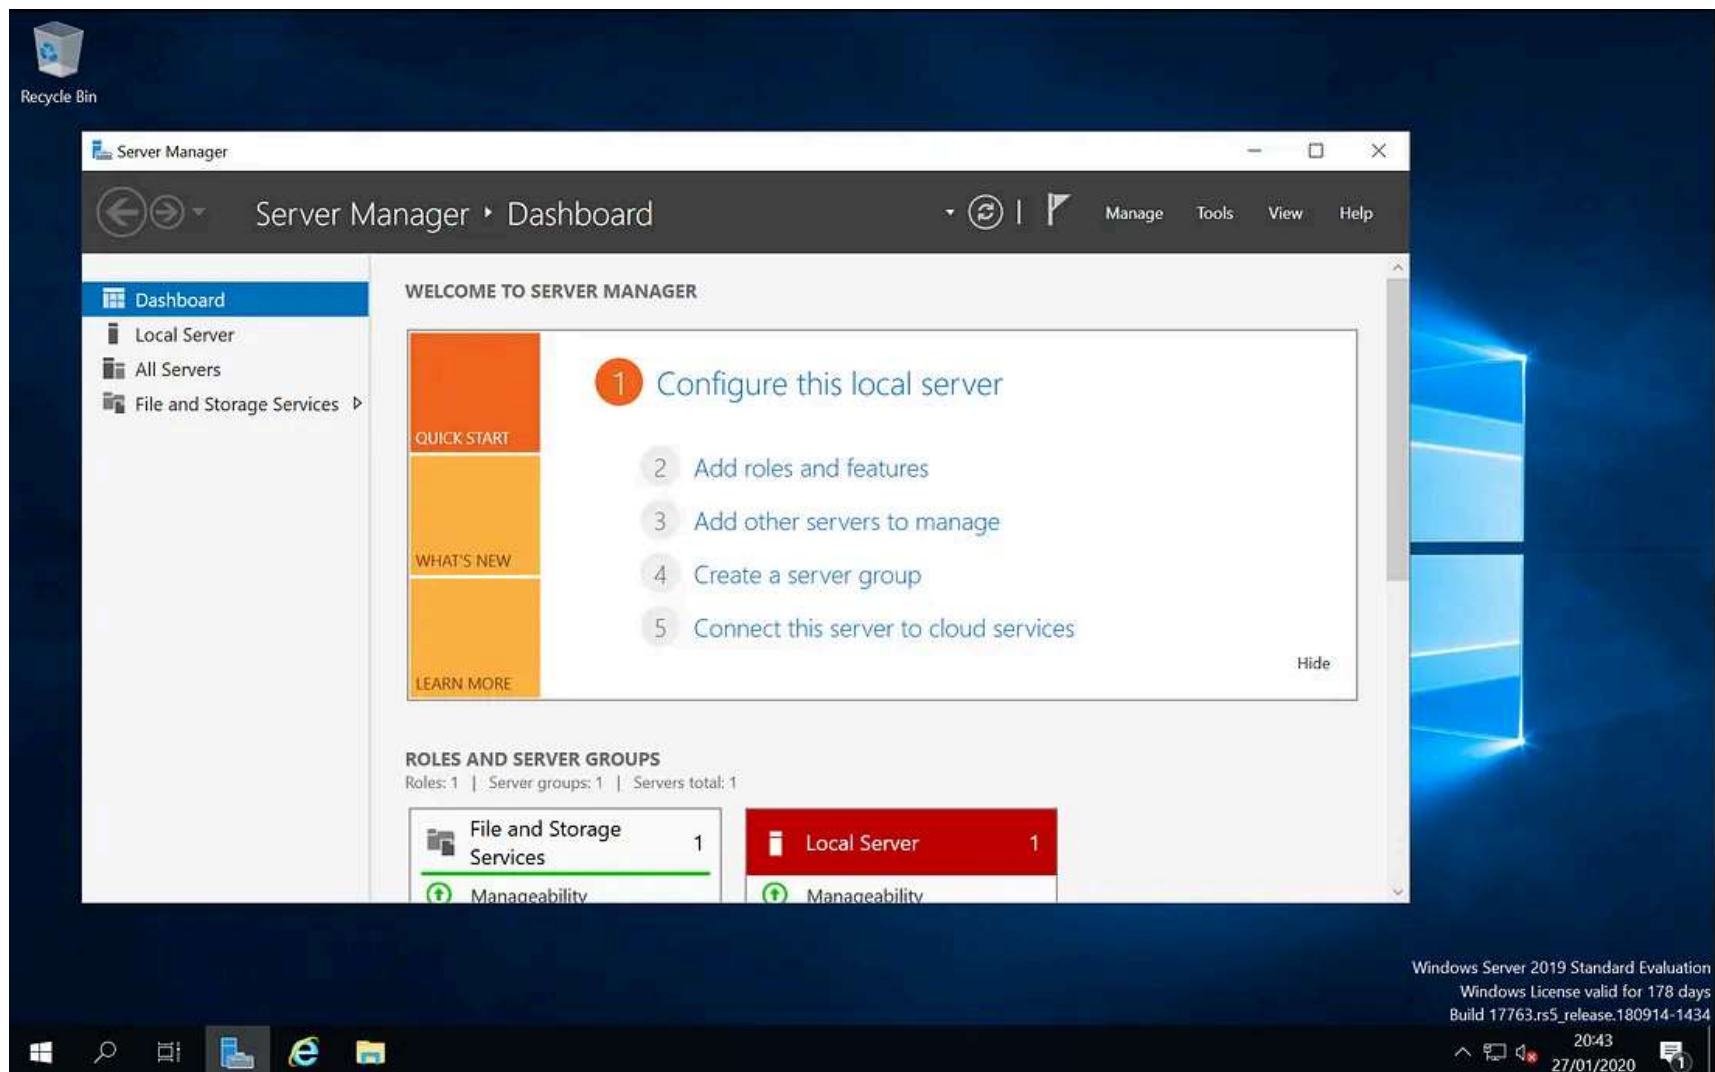 Recycle Bin
Server Manager
Server Manager • Dashboard
Manage Tools View Help
Dashboard
Local Server
All Servers
File and Storage Services
WELCOME TO SERVER MANAGER
QUICK START
WHAT'S NEW
LEARN MORE
1 Configure this local server
2 Add roles and features
3 Add other servers to manage
4 Create a server group
5 Connect this server to cloud services
Hide
ROLES AND SERVER GROUPS
Roles: 1 | Server groups: 1 | Servers total: 1
File and Storage
Services
1
Manageability
Local Server 1
Manageability
Windows Server 2019 Standard Evaluation
Windows License valid for 178 days
Build 17763.rs5_release.180914-1434
20:43
27/01/2020
1